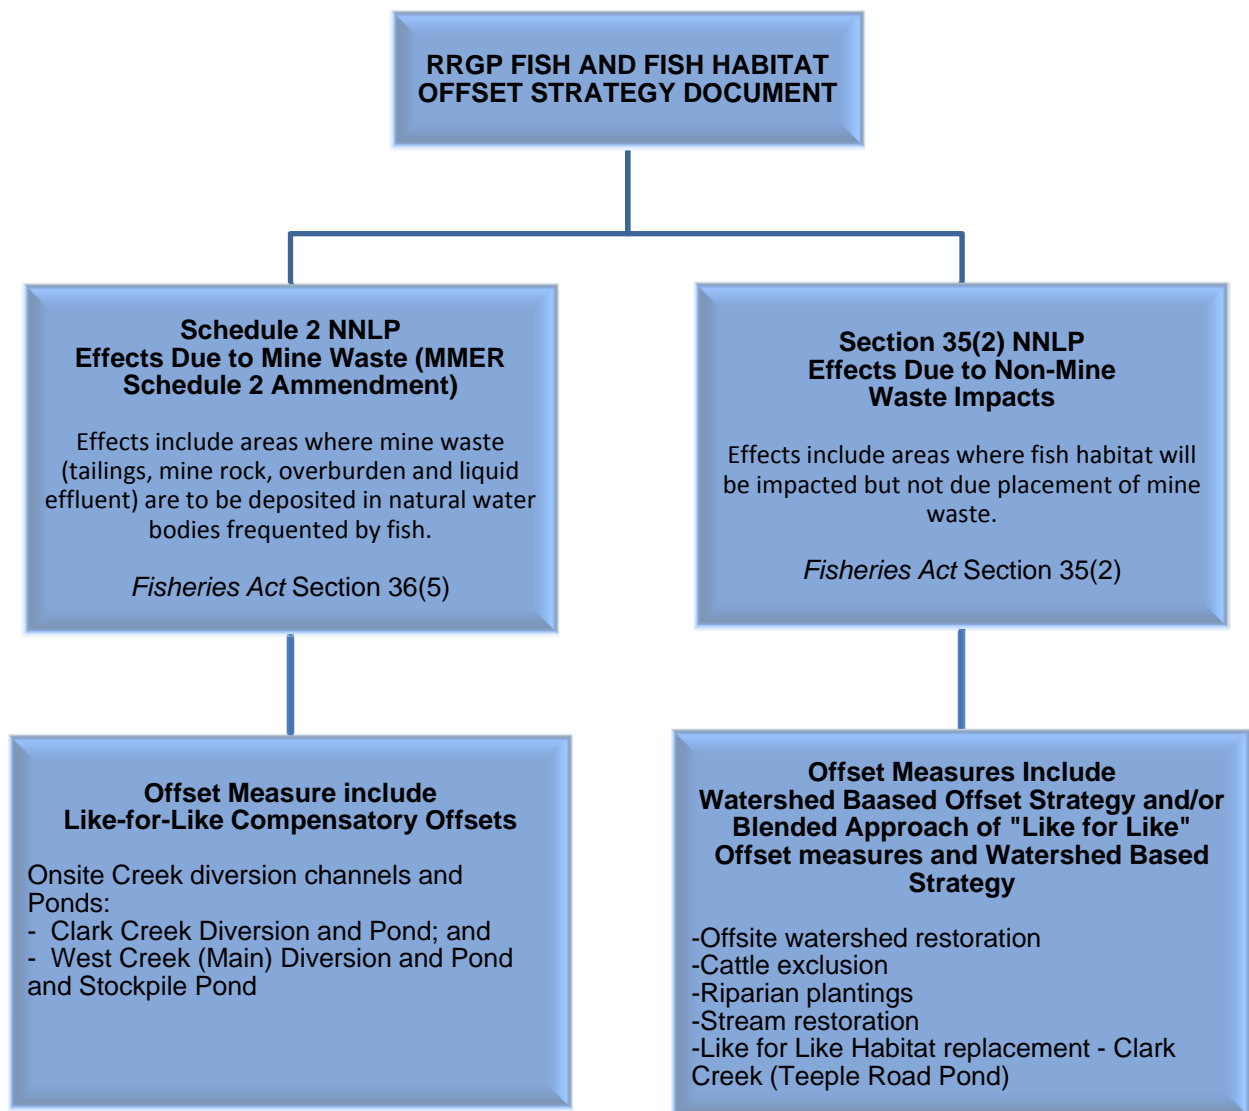 RRGP FISH AND FISH HABITAT
OFFSET STRATEGY DOCUMENT
Schedule 2 NNLP
Effects Due to Mine Waste (MMER
Schedule 2 Ammendment)
Effects include areas where mine waste
(tailings, mine rock, overburden and liquid
effluent) are to be deposited in natural water
bodies frequented by fish.
Fisheries Act Section 36(5)
Section 35(2) NNLP
Effects Due to Non-Mine
Waste Impacts
Effects include areas where fish habitat will
be impacted but not due placement of mine
waste.
Fisheries Act Section 35(2)
Offset Measure include
Like-for-Like Compensatory Offsets
Onsite Creek diversion channels and
Ponds:
- Clark Creek Diversion and Pond; and
- West Creek (Main) Diversion and Pond
and Stockpile Pond
Offset Measures Include
Watershed Baased Offset Strategy and/or
Blended Approach of "Like for Like"
Offset measures and Watershed Based
Strategy
-Offsite watershed restoration
-Cattle exclusion
-Riparian plantings
-Stream restoration
-Like for Like Habitat replacement - Clark
Creek (Teeple Road Pond)